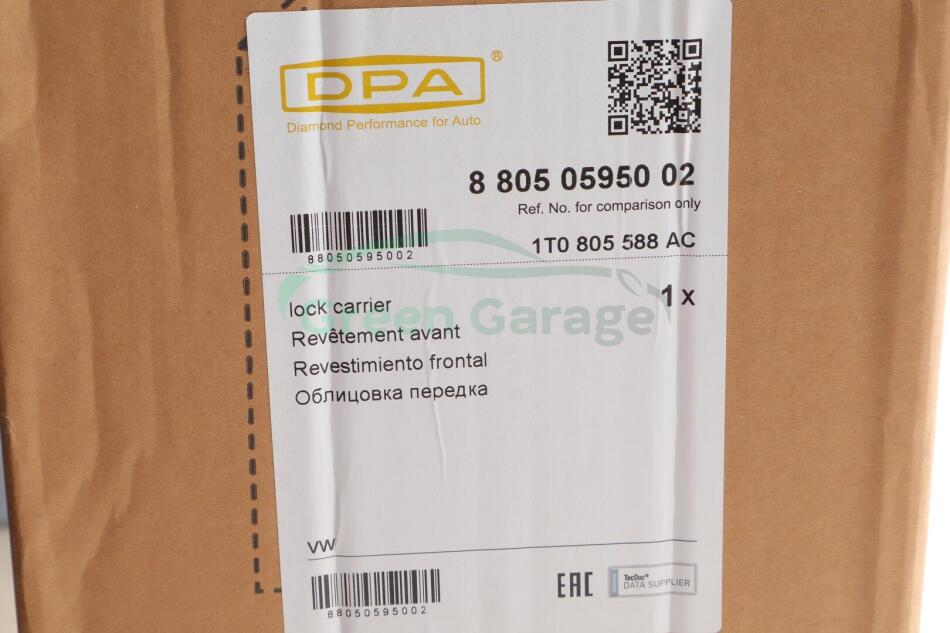 DPA®
Diamond Performance for Auto
8 805 05950 02
Ref. No. for comparison only
88050595002
1T0 805 588 AC
lock carrier
1 x
Green Garage
Revêtement avant
Revestimiento frontal
Облицовка передка
VW
88050595002
EAC
TecDoc®
DATA SUPPLIER